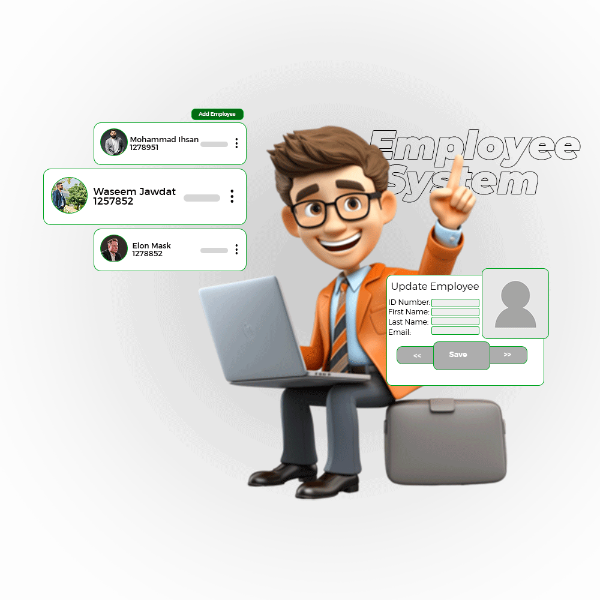 Add Employee
Mohammad Ihsan
1278951
Waseem Jawdat
1257852
Elon Mask
1278852
Employee
System
Update Employee
ID Number:
First Name:
Last Name:
Email:
<<
Save
>>